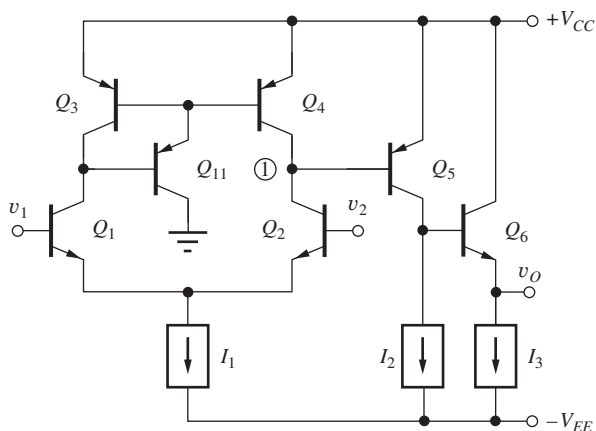 +V_CC
Q_3
Q_4
Q_11
①
Q_5
v_1
v_2
Q_1
Q_2
Q_6
v_O
I_1
I_2
I_3
−V_EE